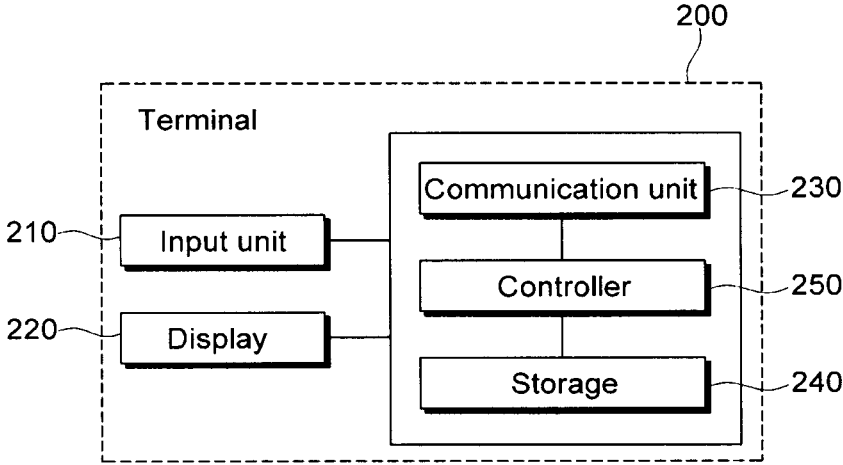 200
Terminal
Communication unit
230
210
Input unit
Controller
250
220
Display
Storage
240